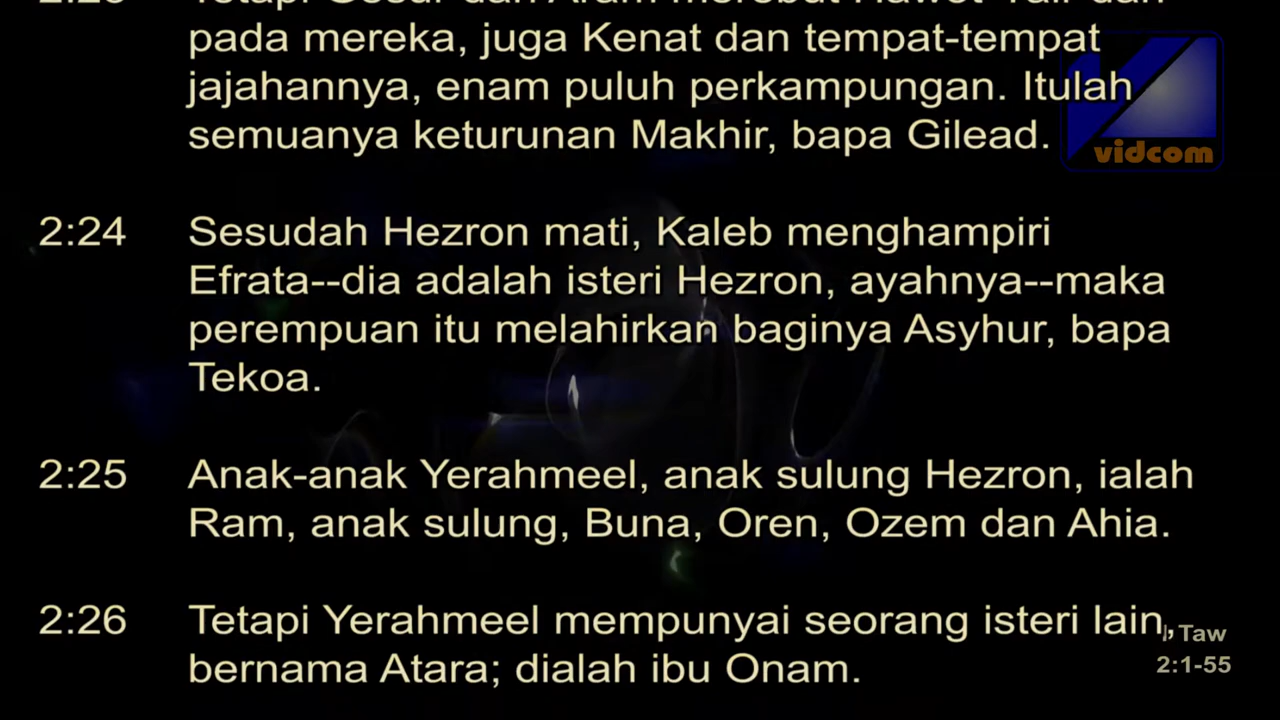 pada mereka, juga Kenat dan tempat-tempat
jajahannya, enam puluh perkampungan. Itulah
semuanya keturunan Makhir, bapa Gilead.
vidcom
2:24 Sesudah Hezron mati, Kaleb menghampiri
Efrata--dia adalah isteri Hezron, ayahnya--maka
perempuan itu melahirkan baginya Asyhur, bapa
Tekoa.
2:25 Anak-anak Yerahmeel, anak sulung Hezron, ialah
Ram, anak sulung, Buna, Oren, Ozem dan Ahia.
2:26 Tetapi Yerahmeel mempunyai seorang isteri lain,
bernama Atara; dialah ibu Onam.
I Taw
2:1-55